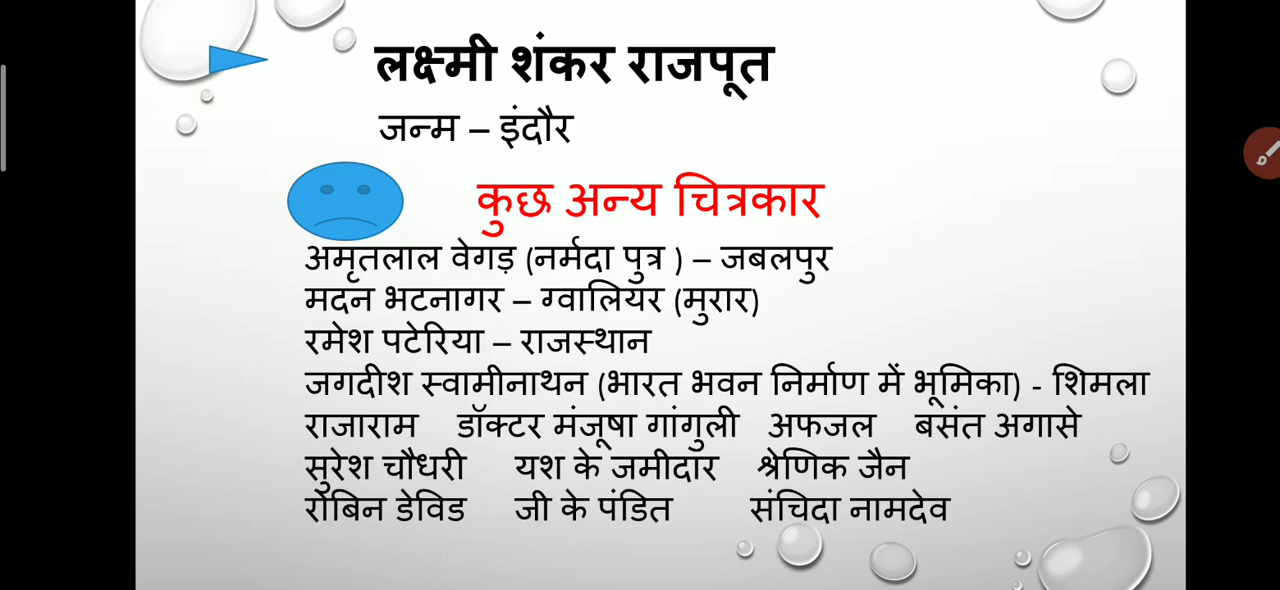 लक्ष्मी शंकर राजपूत
जन्म – इंदौर
कुछ अन्य चित्रकार
अमृतलाल वेगड़ (नर्मदा पुत्र ) – जबलपुर
मदन भटनागर – ग्वालियर (मुरार)
रमेश पटेरिया – राजस्थान
जगदीश स्वामीनाथन (भारत भवन निर्माण में भूमिका) - शिमला
राजाराम डॉक्टर मंजूषा गांगुली अफजल बसंत अगासे
सुरेश चौधरी यश के जमीदार श्रेणिक जैन
रोबिन डेविड जी के पंडित संचिदा नामदेव